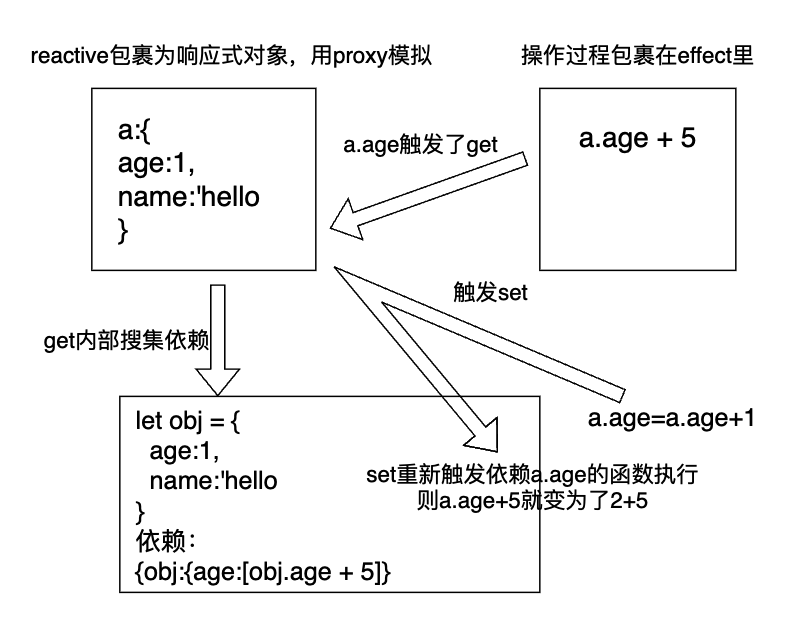 reactive包裹为响应式对象，用proxy模拟
操作过程包裹在effect里
a:{
age:1,
name:'hello
}
a.age触发了get
a.age + 5
触发set
get内部搜集依赖
a.age=a.age+1
let obj = {
age:1,
name:'hello
}
依赖：
{obj:{age:[obj.age + 5]}
set重新触发依赖a.age的函数执行
则a.age+5就变为了2+5